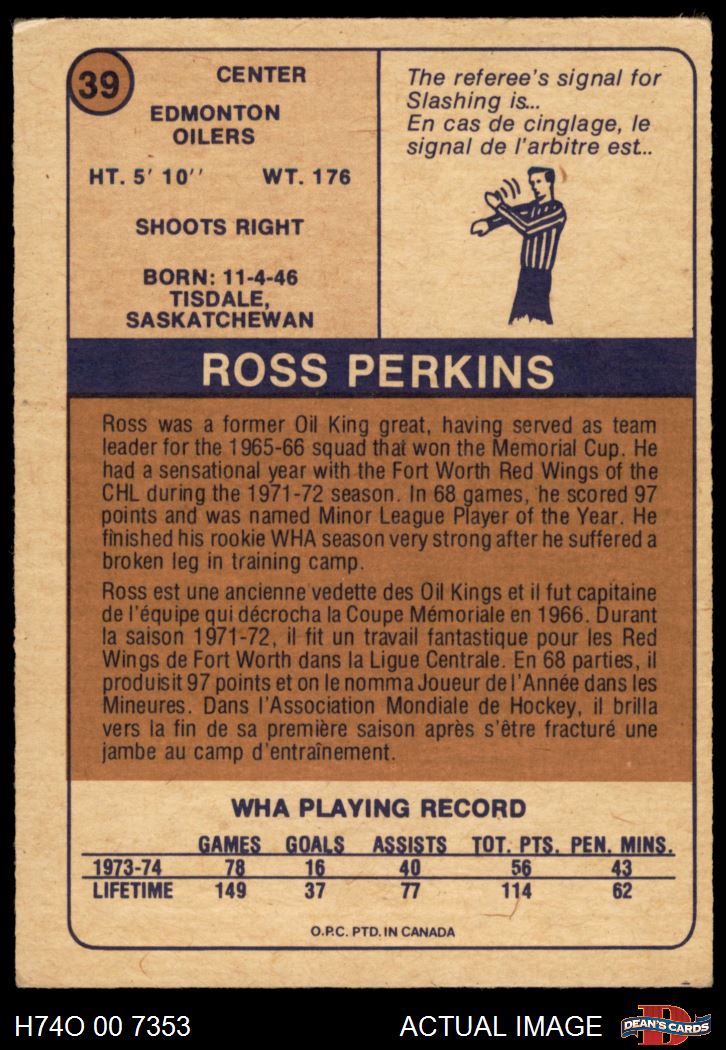 39
CENTER
EDMONTON
OILERS
HT. 5' 10'' WT. 176
SHOOTS RIGHT
BORN: 11-4-46
TISDALE,
SASKATCHEWAN
The referee's signal for
Slashing is...
En cas de cinglage, le
signal de l'arbitre est...
ROSS PERKINS
Ross was a former Oil King great, having served as team
leader for the 1965-66 squad that won the Memorial Cup. He
had a sensational year with the Fort Worth Red Wings of the
CHL during the 1971-72 season. In 68 games, he scored 97
points and was named Minor League Player of the Year. He
finished his rookie WHA season very strong after he suffered a
broken leg in training camp.
Ross est une ancienne vedette des Oil Kings et il fut capitaine
de l'équipe qui décrocha la Coupe Mémoriale en 1966. Durant
la saison 1971-72, il fit un travail fantastique pour les Red
Wings de Fort Worth dans la Ligue Centrale. En 68 parties, il
produisit 97 points et on le nomma Joueur de l'Année dans les
Mineures. Dans l'Association Mondiale de Hockey, il brilla
vers la fin de sa première saison après s'être fracturé une
jambe au camp d'entraînement.
WHA PLAYING RECORD
GAMES GOALS ASSISTS TOT. PTS. PEN. MINS.
1973-74 78 16 40 56 43
LIFETIME 149 37 77 114 62
O.P.C. PTD. IN CANADA
H74O 00 7353 ACTUAL IMAGE
D
DEAN'S CARDS